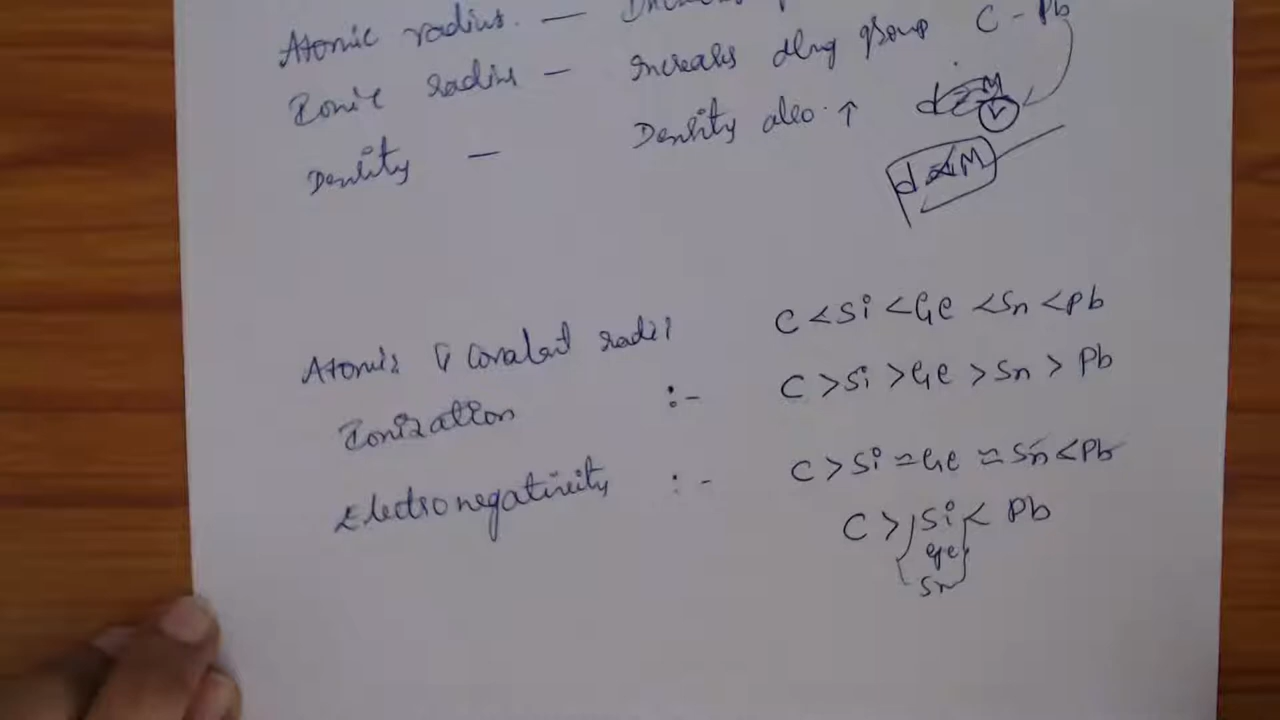 Atomic radius. —
Ionic radius — Increases along group C - Pb
Density — Density also ↑ d = M/V
d ∝ M
Atomic & covalent radii C < Si < Ge < Sn < Pb
Ionization :- C > Si > Ge > Sn > Pb
Electronegativity :- C > Si ≈ Ge ≈ Sn < Pb
C > Si < Pb
Ge
Sn